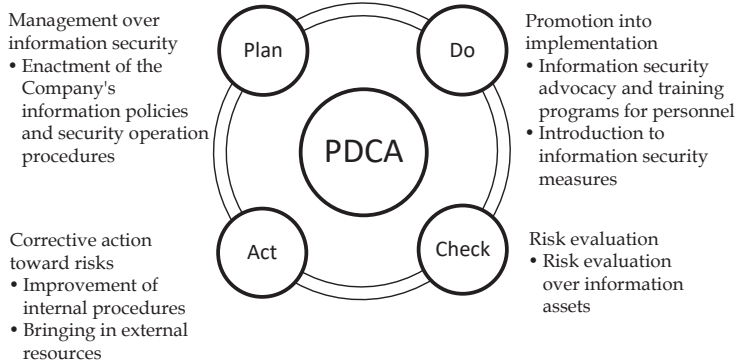 Management over
information security
• Enactment of the
Company's
information policies
and security operation
procedures
Plan
Do
Promotion into
implementation
• Information security
advocacy and training
programs for personnel
• Introduction to
information security
measures
PDCA
Corrective action
toward risks
• Improvement of
internal procedures
• Bringing in external
resources
Act
Check
Risk evaluation
• Risk evaluation
over information
assets